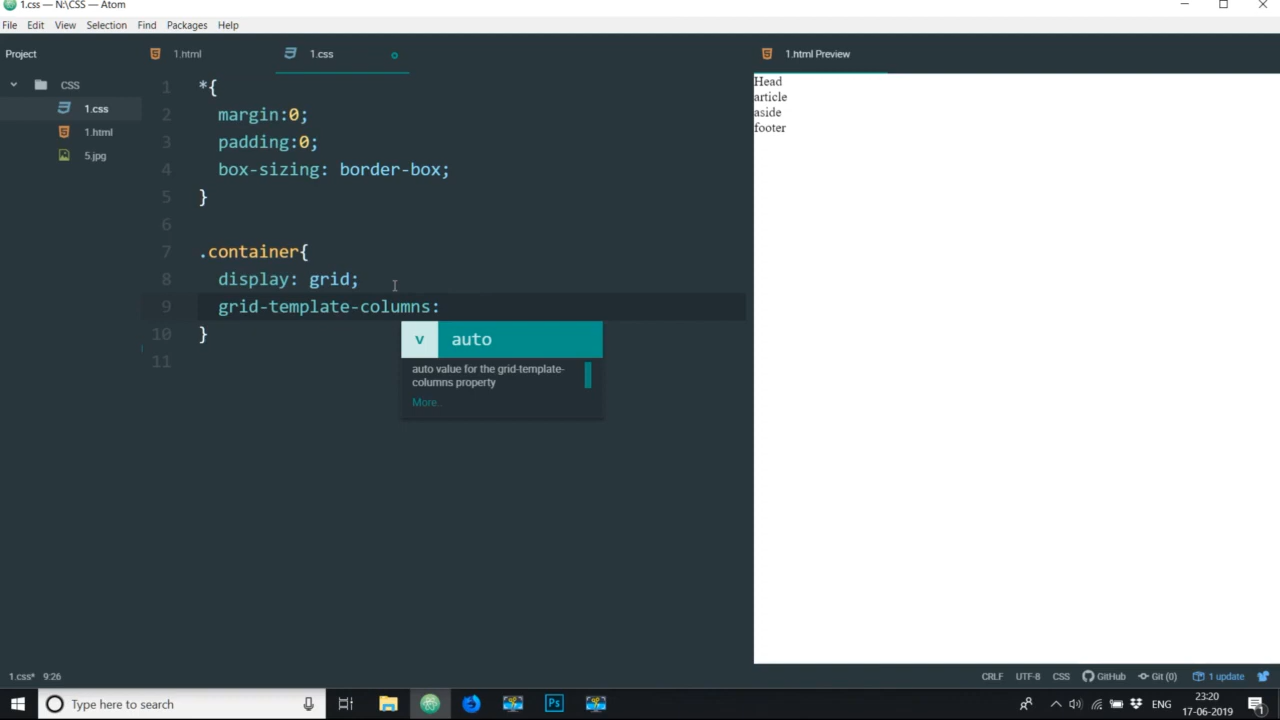 1.css — N:\CSS — Atom
File Edit View Selection Find Packages Help
Project
1.html
1.css
1.html Preview
CSS
1.css
1.html
5.jpg
1 *{
2 margin:0;
3 padding:0;
4 box-sizing: border-box;
5 }
6
7 .container{
8 display: grid;
9 grid-template-columns:
10 }
11
v auto
auto value for the grid-template-
columns property
More..
Head
article
aside
footer
1.css* 9:26
CRLF UTF-8 CSS GitHub Git (0) 1 update
Type here to search
Ps
ENG
23:20
17-06-2019
1